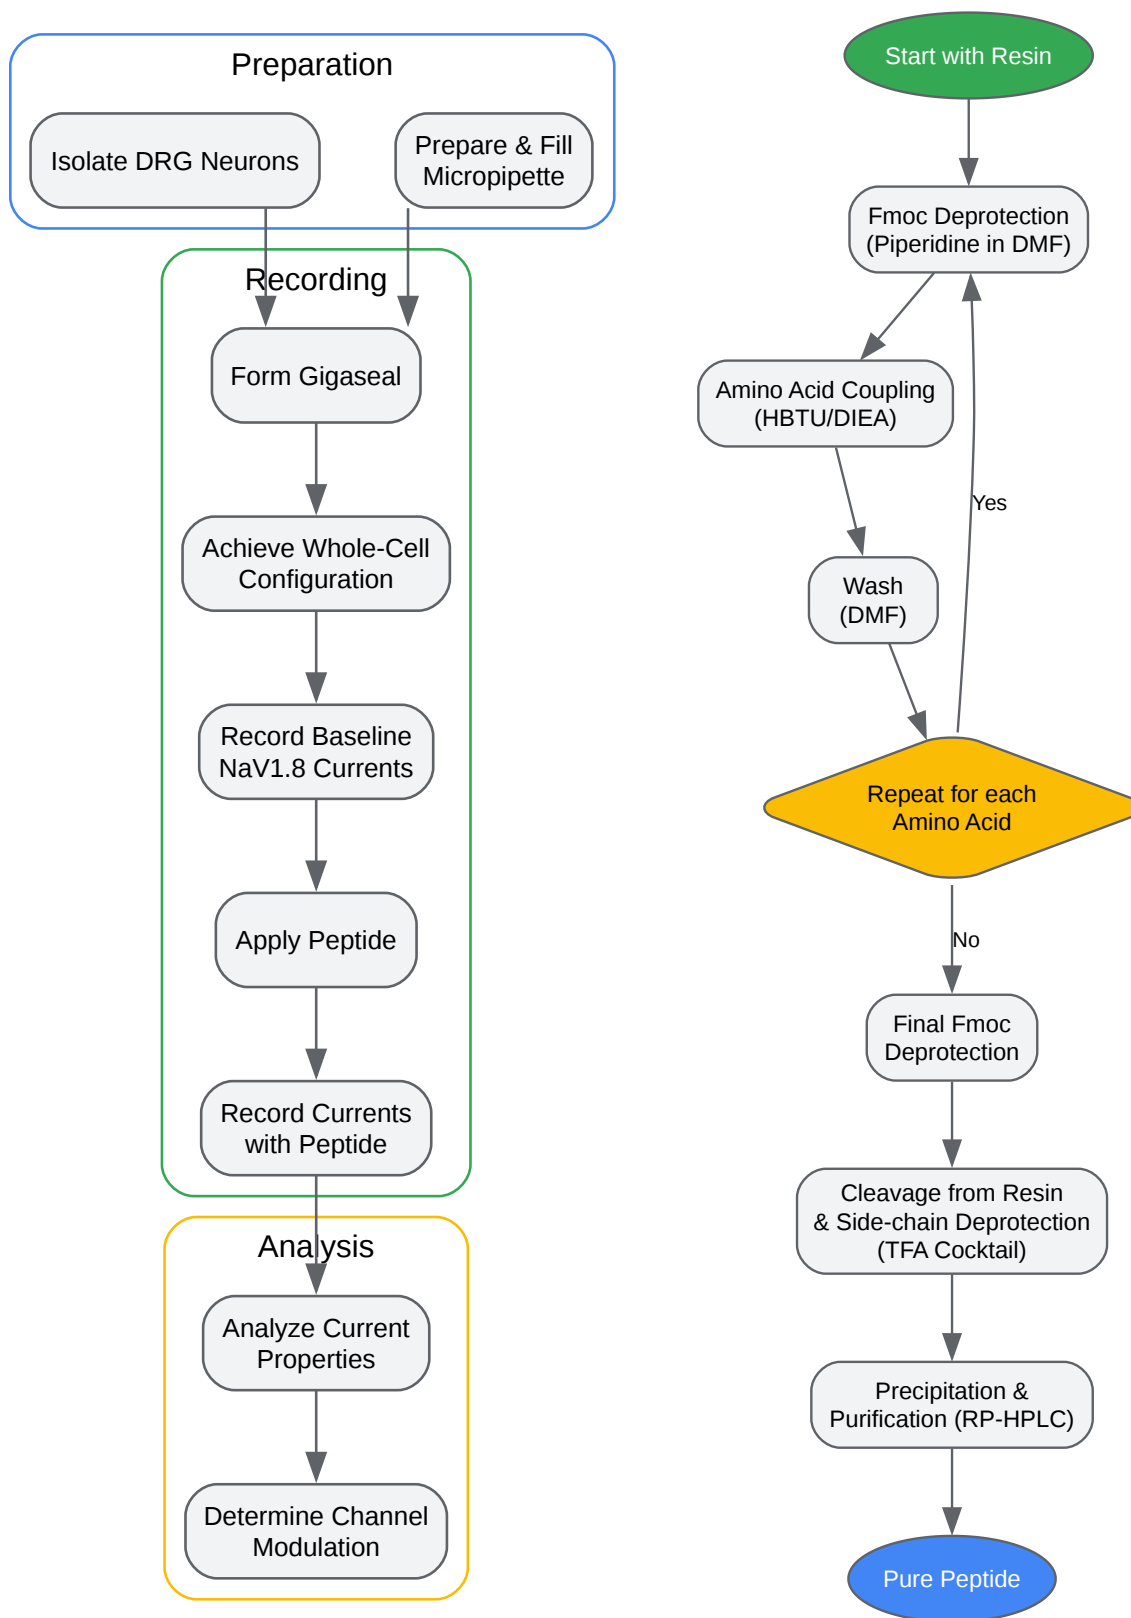 Preparation
Isolate DRG Neurons
Prepare & Fill
Micropipette
Recording
Form Gigaseal
Achieve Whole-Cell
Configuration
Record Baseline
NaV1.8 Currents
Apply Peptide
Record Currents
with Peptide
Analysis
Analyze Current
Properties
Determine Channel
Modulation
Start with Resin
Fmoc Deprotection
(Piperidine in DMF)
Amino Acid Coupling
(HBTU/DIEA)
Yes
Wash
(DMF)
Repeat for each
Amino Acid
No
Final Fmoc
Deprotection
Cleavage from Resin
& Side-chain Deprotection
(TFA Cocktail)
Precipitation &
Purification (RP-HPLC)
Pure Peptide